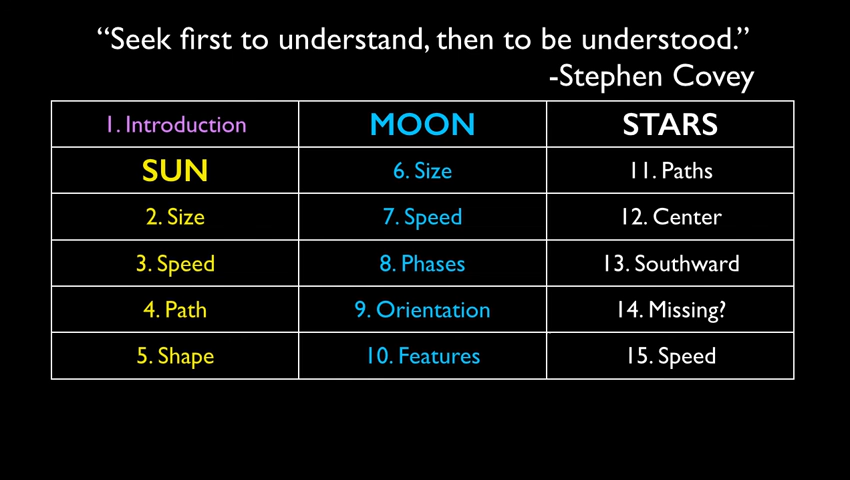 “Seek first to understand, then to be understood.”
-Stephen Covey
1. Introduction MOON STARS
SUN 6. Size 11. Paths
2. Size 7. Speed 12. Center
3. Speed 8. Phases 13. Southward
4. Path 9. Orientation 14. Missing?
5. Shape 10. Features 15. Speed